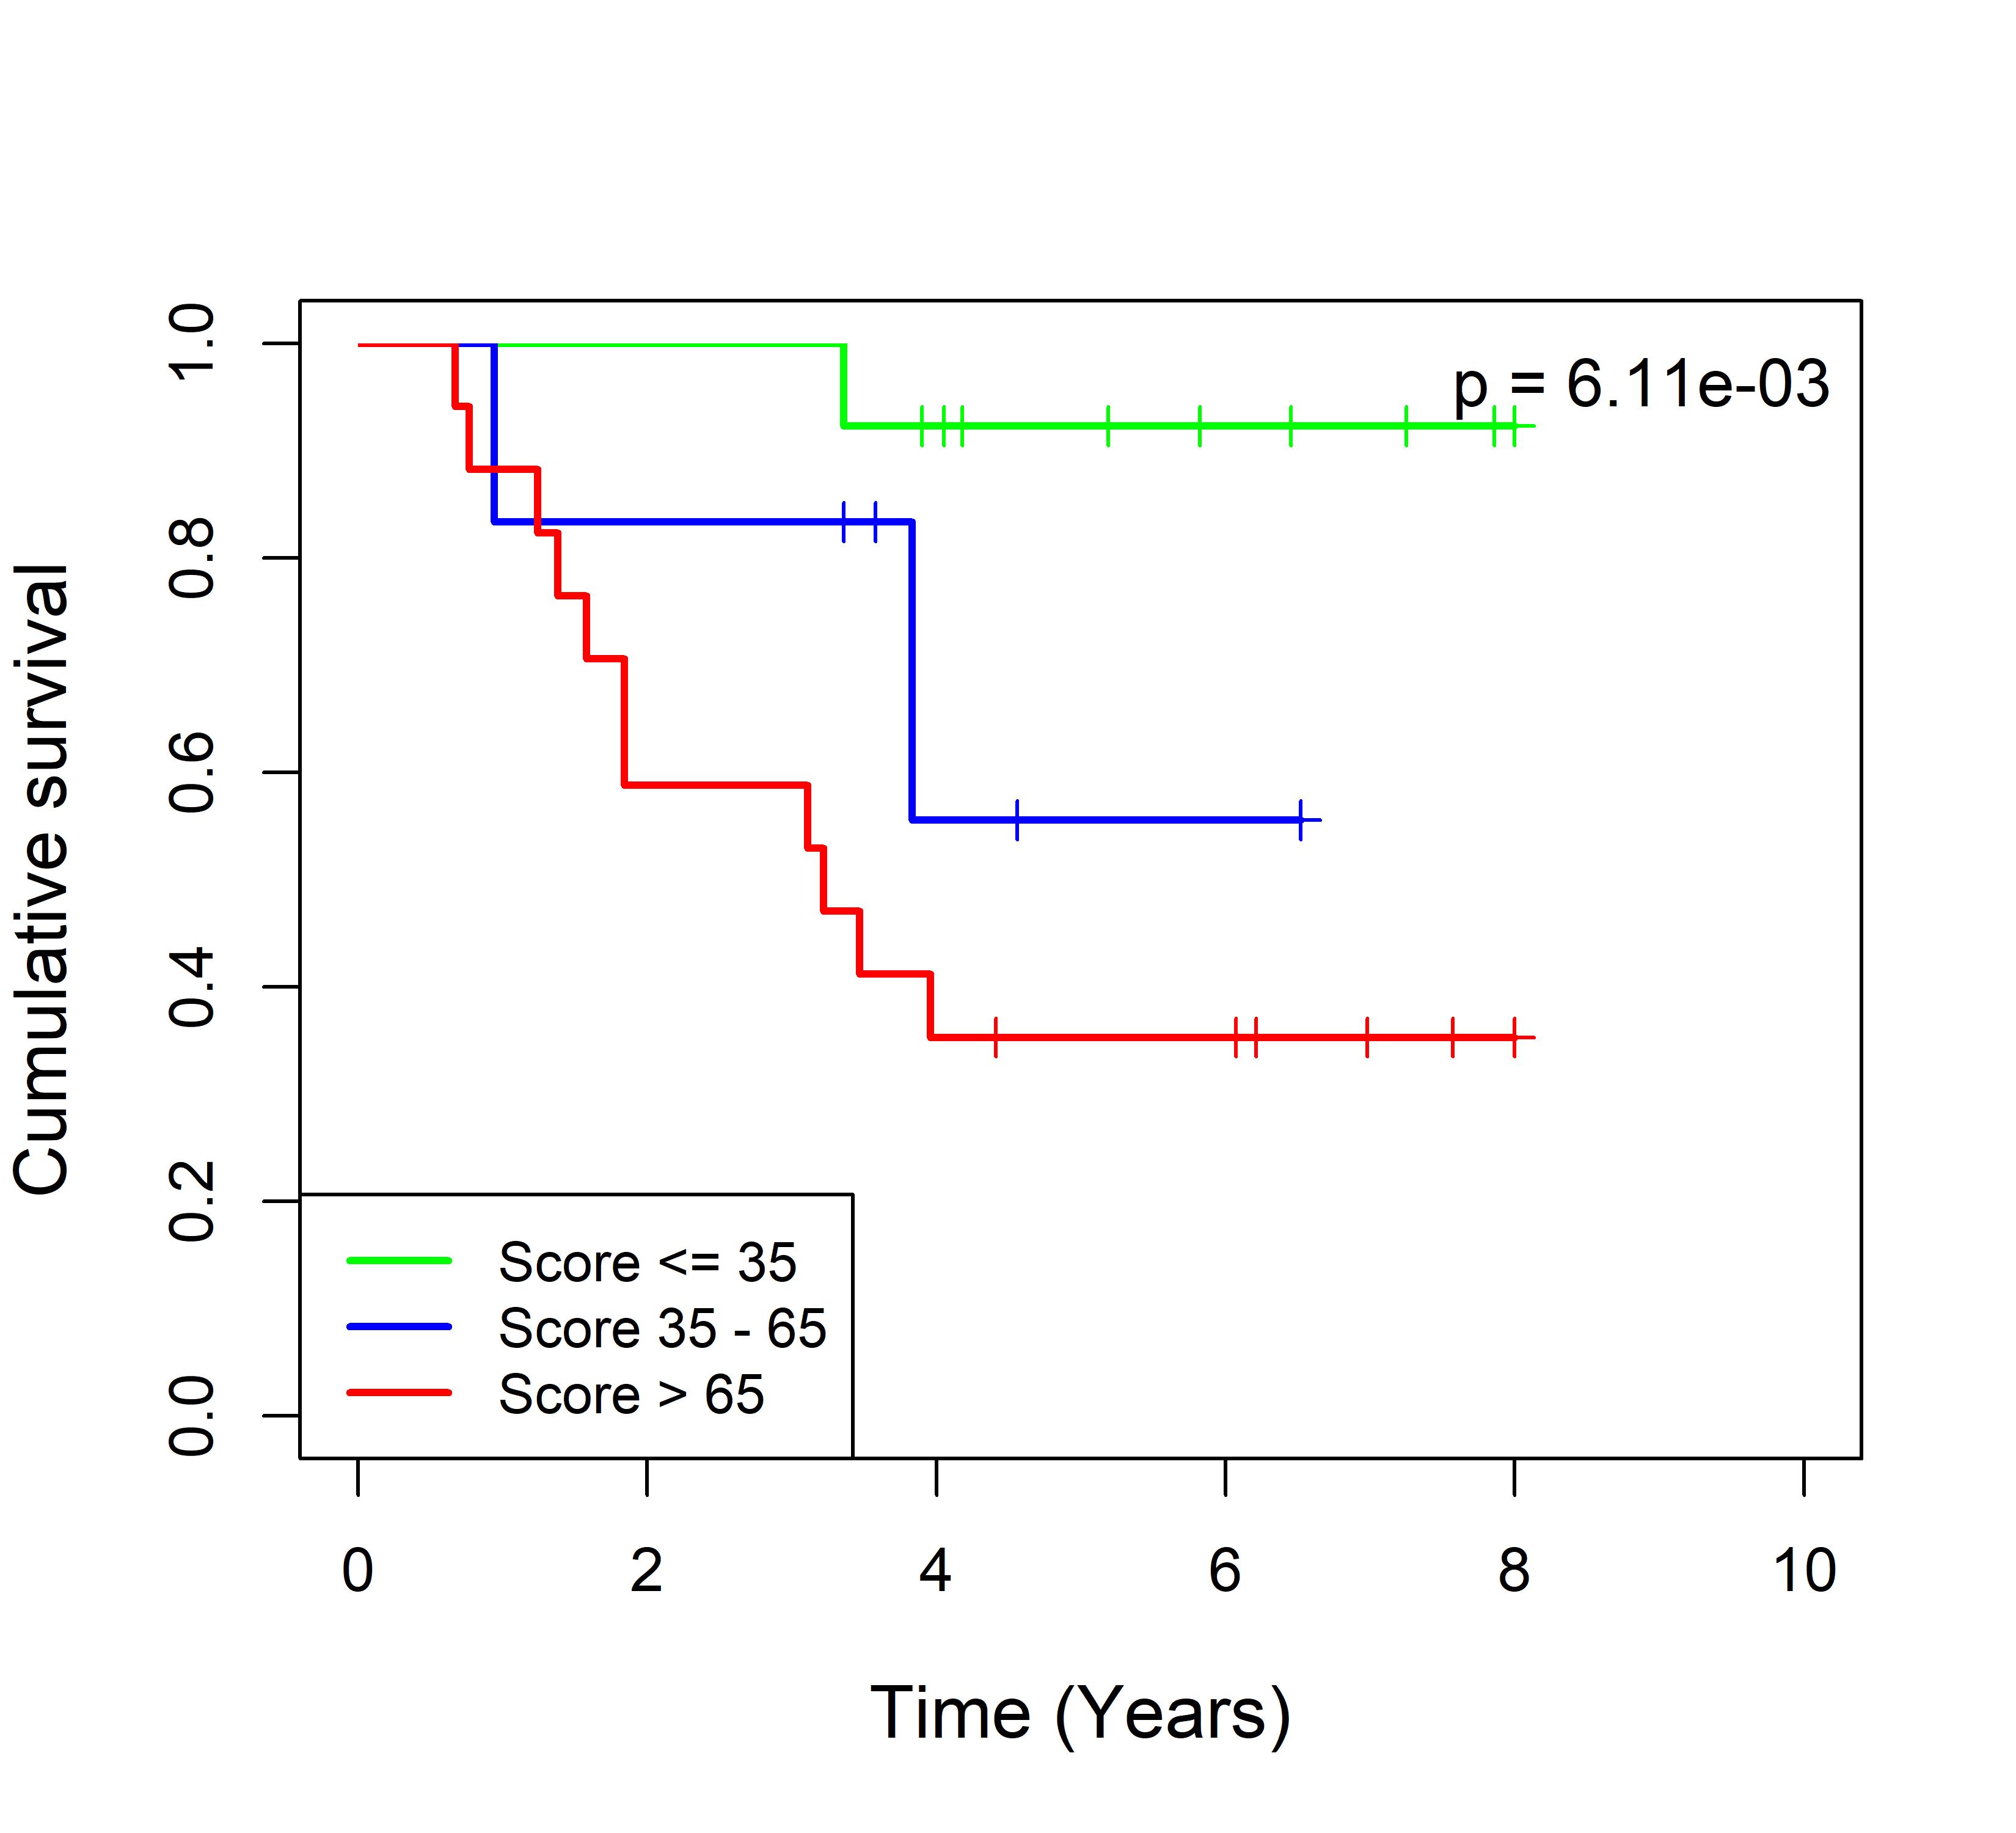 p = 6.11e-03
Cumulative survival
1.0
0.8
0.6
0.4
0.2
0.0
Score <= 35
Score 35 - 65
Score > 65
0 2 4 6 8 10
Time (Years)